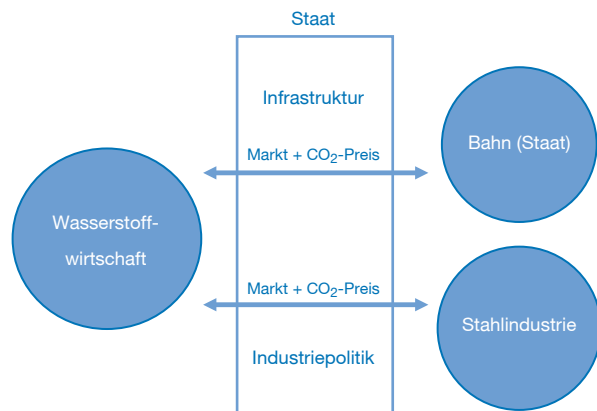 Staat
Infrastruktur
Markt + CO₂-Preis
Bahn (Staat)
Wasserstoff-
wirtschaft
Markt + CO₂-Preis
Stahlindustrie
Industriepolitik